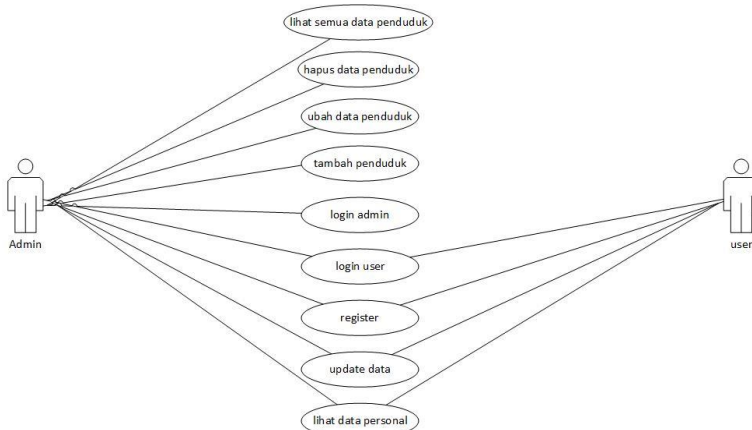 lihat semua data penduduk
hapus data penduduk
ubah data penduduk
tambah penduduk
login admin
Admin
user
login user
register
update data
lihat data personal